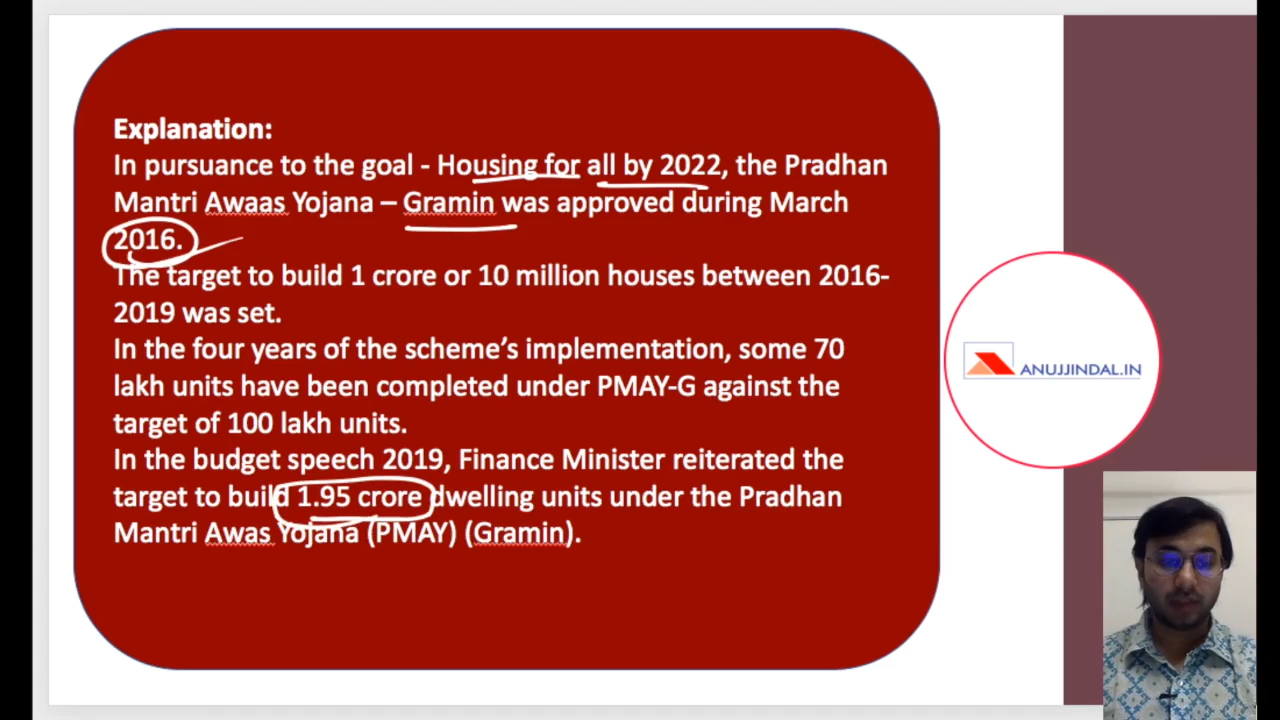 Explanation:
In pursuance to the goal - Housing for all by 2022, the Pradhan
Mantri Awaas Yojana – Gramin was approved during March
2016.
The target to build 1 crore or 10 million houses between 2016-
2019 was set.
In the four years of the scheme's implementation, some 70
lakh units have been completed under PMAY-G against the
target of 100 lakh units.
In the budget speech 2019, Finance Minister reiterated the
target to build 1.95 crore dwelling units under the Pradhan
Mantri Awas Yojana (PMAY) (Gramin).
ANUJJINDAL.IN